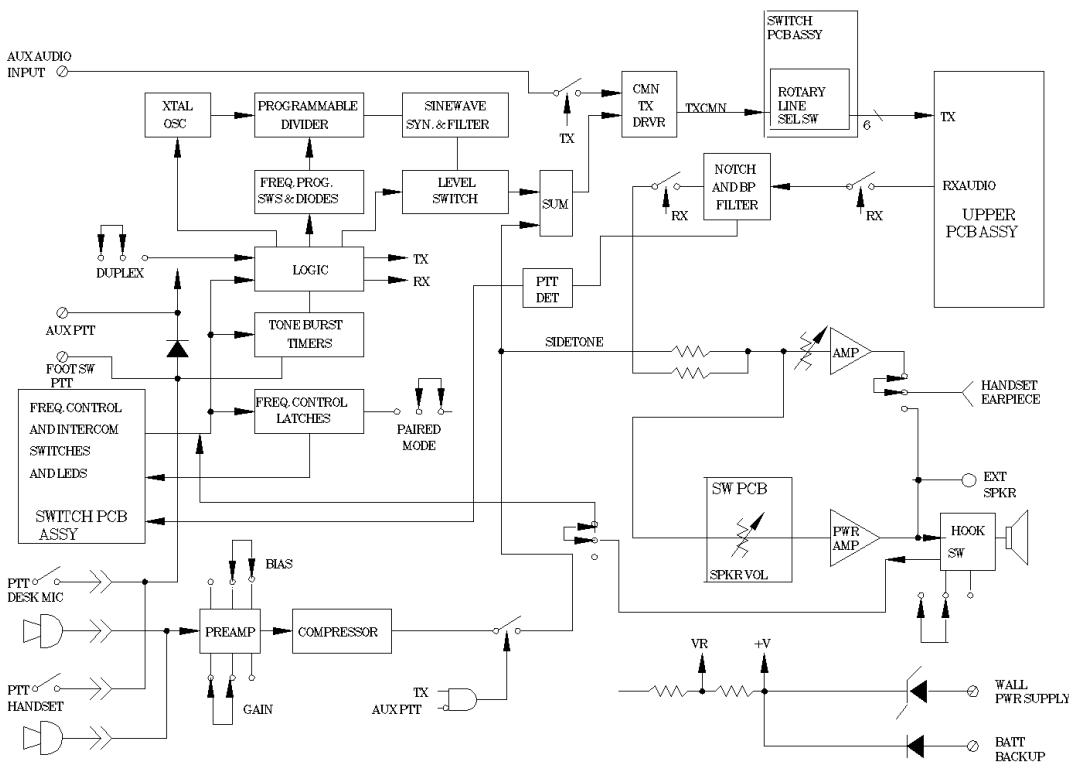 SWITCH
PCB ASSY
AUX AUDIO
INPUT
XTAL
OSC
PROGRAMMABLE
DIVIDER
SINEWAVE
SYN. & FILTER
TX
CMN
TX
DRVR
TXCMN
ROTARY
LINE
SEL SW
6
TX
FREQ. PROG.
SWS & DIODES
LEVEL
SWITCH
SUM
RX
NOTCH
AND BP
FILTER
RX
RXAUDIO
UPPER
PCB ASSY
DUPLEX
LOGIC
TX
RX
PTT
DET
AUX PTT
TONE BURST
TIMERS
SIDETONE
AMP
FOOT SW
PTT
HANDSET
EARPIECE
FREQ. CONTROL
AND INTERCOM
SWITCHES
AND LEDS
SWITCH PCB
ASSY
FREQ. CONTROL
LATCHES
PAIRED
MODE
EXT
SPKR
SW PCB
SPKR VOL
PWR
AMP
HOOK
SW
PTT
DESK MIC
BIAS
PREAMP
COMPRESSOR
PTT
HANDSET
GAIN
TX
AUX PTT
VR
+V
WALL
PWR SUPPLY
BATT
BACKUP